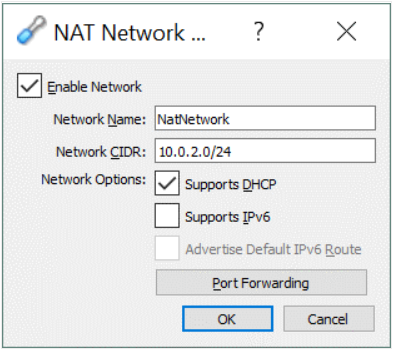 NAT Network ... ?
Enable Network
Network Name: NatNetwork
Network CIDR: 10.0.2.0/24
Network Options: Supports DHCP
Supports IPv6
Advertise Default IPv6 Route
Port Forwarding
OK Cancel